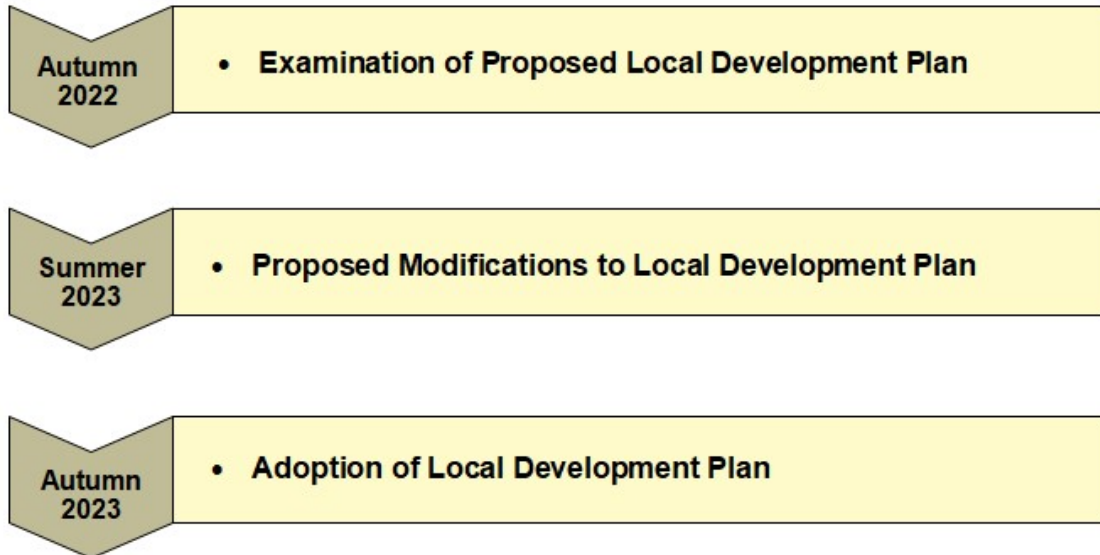 Autumn
2022
• Examination of Proposed Local Development Plan
Summer
2023
• Proposed Modifications to Local Development Plan
Autumn
2023
• Adoption of Local Development Plan